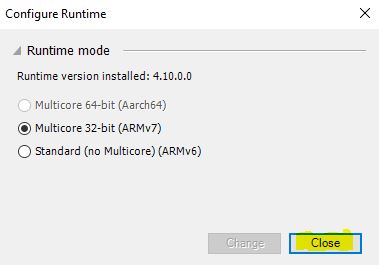 Configure Runtime
Runtime mode
Runtime version installed: 4.10.0.0
Multicore 64-bit (Aarch64)
Multicore 32-bit (ARMv7)
Standard (no Multicore) (ARMv6)
Change
Close